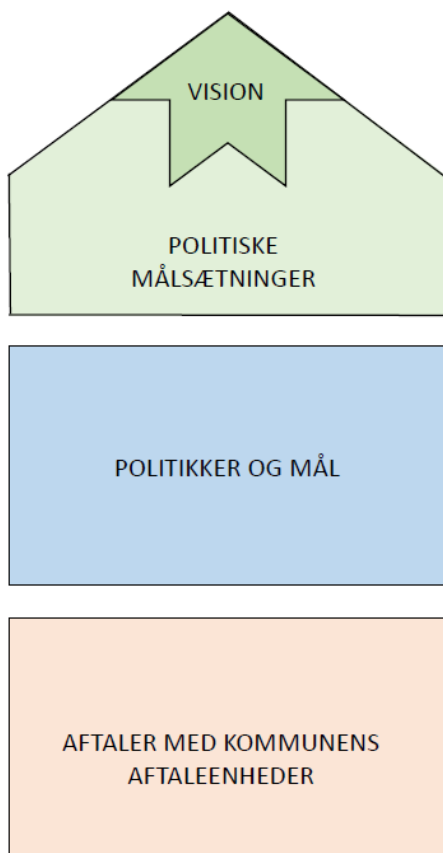 VISION
POLITISKE
MÅLSÆTNINGER
POLITIKKER OG MÅL
AFTALER MED KOMMUNENS
AFTALEENHEDER